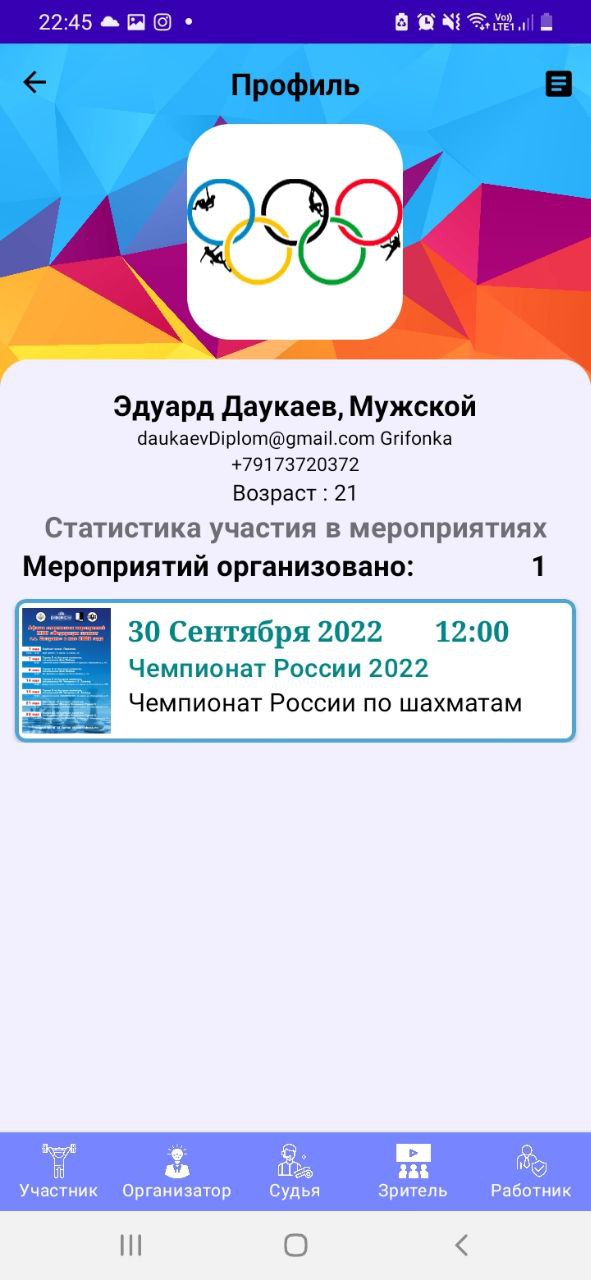 22:45
Vo))
LTE1
Профиль
Эдуард Даукаев, Мужской
daukaevDiplom@gmail.com Grifonka
+79173720372
Возраст : 21
Статистика участия в мероприятиях
Мероприятий организовано: 1
30 Сентября 2022 12:00
Чемпионат России 2022
Чемпионат России по шахматам
Участник Организатор Судья Зритель Работник